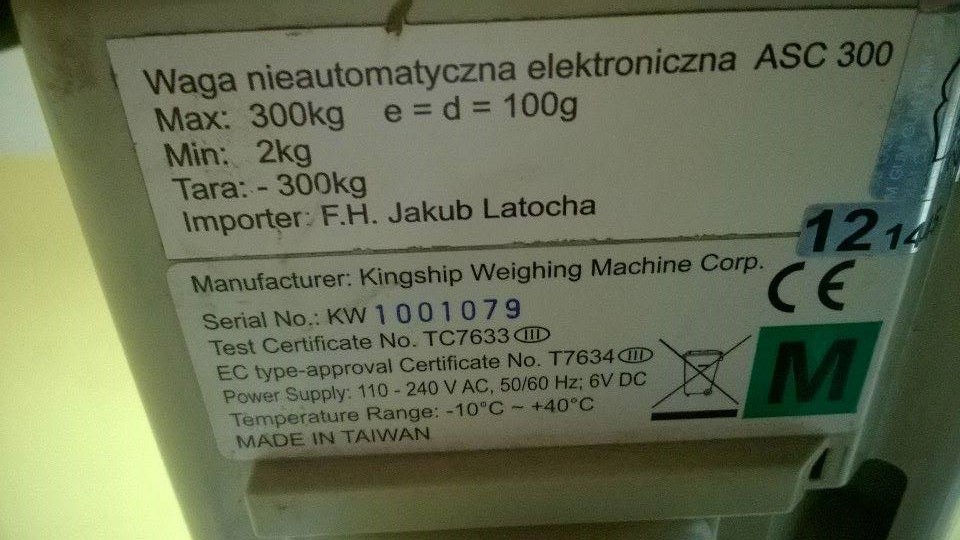 Waga nieautomatyczna elektroniczna ASC 300
Max: 300kg e = d = 100g
Min: 2kg
Tara: - 300kg
Importer: F.H. Jakub Latocha
12 14
Manufacturer: Kingship Weighing Machine Corp.
CE
Serial No.: KW 1001079
Test Certificate No. TC7633 III
EC type-approval Certificate No. T7634 III
Power Supply: 110 - 240 V AC, 50/60 Hz; 6V DC
Temperature Range: -10°C ~ +40°C
MADE IN TAIWAN
M